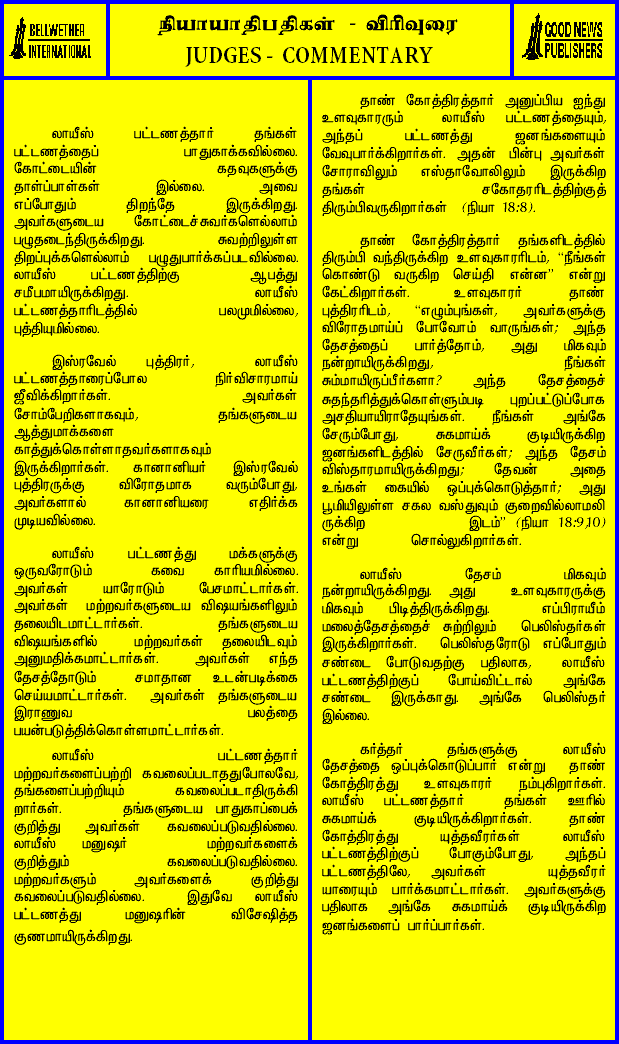 BELLWETHER
INTERNATIONAL
நியாயாதிபதிகள் - விரிவுரை
JUDGES - COMMENTARY
GOOD NEWS
PUBLISHERS
லாயீஸ் பட்டணத்தார் தங்கள்
பட்டணத்தைப் பாதுகாக்கவில்லை.
கோட்டையின் கதவுகளுக்கு
தாள்ப்பாள்கள் இல்லை. அவை
எப்போதும் திறந்தே இருக்கிறது.
அவர்களுடைய கோட்டைச்சுவர்களெல்லாம்
பழுதடைந்திருக்கிறது. சுவற்றிலுள்ள
திறப்புக்களெல்லாம் பழுதுபார்க்கப்படவில்லை.
லாயீஸ் பட்டணத்திற்கு ஆபத்து
சமீபமாயிருக்கிறது. லாயீஸ்
பட்டணத்தாரிடத்தில் பலமுமில்லை,
புத்தியுமில்லை.
இஸ்ரவேல் புத்திரர், லாயீஸ்
பட்டணத்தாரைப்போல நிர்விசாரமாய்
ஜீவிக்கிறார்கள். அவர்கள்
சோம்பேறிகளாகவும், தங்களுடைய
ஆத்துமாக்களை
காத்துக்கொள்ளாதவர்களாகவும்
இருக்கிறார்கள். கானானியர் இஸ்ரவேல்
புத்திரருக்கு விரோதமாக வரும்போது,
அவர்களால் கானானியரை எதிர்க்க
முடியவில்லை.
லாயீஸ் பட்டணத்து மக்களுக்கு
ஒருவரோடும் கவை காரியமில்லை.
அவர்கள் யாரோடும் பேசமாட்டார்கள்.
அவர்கள் மற்றவர்களுடைய விஷயங்களிலும்
தலையிடமாட்டார்கள். தங்களுடைய
விஷயங்களில் மற்றவர்கள் தலையிடவும்
அனுமதிக்கமாட்டார்கள். அவர்கள் எந்த
தேசத்தோடும் சமாதான உடன்படிக்கை
செய்யமாட்டார்கள். அவர்கள் தங்களுடைய
இராணுவ பலத்தை
பயன்படுத்திக்கொள்ளமாட்டார்கள்.
லாயீஸ் பட்டணத்தார்
மற்றவர்களைப்பற்றி கவலைப்படாததுபோலவே,
தங்களைப்பற்றியும் கவலைப்படாதிருக்கி
றார்கள். தங்களுடைய பாதுகாப்பைக்
குறித்து அவர்கள் கவலைப்படுவதில்லை.
லாயீஸ் மனுஷர் மற்றவர்களைக்
குறித்தும் கவலைப்படுவதில்லை.
மற்றவர்களும் அவர்களைக் குறித்து
கவலைப்படுவதில்லை. இதுவே லாயீஸ்
பட்டணத்து மனுஷரின் விசேஷித்த
குணமாயிருக்கிறது.
தாண் கோத்திரத்தார் அனுப்பிய ஐந்து
உளவுகாரரும் லாயீஸ் பட்டணத்தையும்,
அந்தப் பட்டணத்து ஜனங்களையும்
வேவுபார்க்கிறார்கள். அதன் பின்பு அவர்கள்
சோராவிலும் எஸ்தாவோலிலும் இருக்கிற
தங்கள் சகோதரரிடத்திற்குத்
திரும்பிவருகிறார்கள் (நியா 18:8).
தாண் கோத்திரத்தார் தங்களிடத்தில்
திரும்பி வந்திருக்கிற உளவுகாரரிடம், “நீங்கள்
கொண்டு வருகிற செய்தி என்ன” என்று
கேட்கிறார்கள். உளவுகாரர் தாண்
புத்திரரிடம், “எழும்புங்கள், அவர்களுக்கு
விரோதமாய்ப் போவோம் வாருங்கள்; அந்த
தேசத்தைப் பார்த்தோம், அது மிகவும்
நன்றாயிருக்கிறது, நீங்கள்
சும்மாயிருப்பீர்களா? அந்த தேசத்தைச்
சுதந்தரித்துக்கொள்ளும்படி புறப்பட்டுப்போக
அசதியாயிராதேயுங்கள். நீங்கள் அங்கே
சேரும்போது, சுகமாய்க் குடியிருக்கிற
ஜனங்களிடத்தில் சேருவீர்கள்; அந்த தேசம்
விஸ்தாரமாயிருக்கிறது; தேவன் அதை
உங்கள் கையில் ஒப்புக்கொடுத்தார்; அது
பூமியிலுள்ள சகல வஸ்துவும் குறைவில்லாமலி
ருக்கிற இடம்” (நியா 18:9,10)
என்று சொல்லுகிறார்கள்.
லாயீஸ் தேசம் மிகவும்
நன்றாயிருக்கிறது. அது உளவுகாரருக்கு
மிகவும் பிடித்திருக்கிறது. எப்பிராயீம்
மலைத்தேசத்தைச் சுற்றிலும் பெலிஸ்தர்கள்
இருக்கிறார்கள். பெலிஸ்தரோடு எப்போதும்
சண்டை போடுவதற்கு பதிலாக, லாயீஸ்
பட்டணத்திற்குப் போய்விட்டால் அங்கே
சண்டை இருக்காது. அங்கே பெலிஸ்தர்
இல்லை.
கர்த்தர் தங்களுக்கு லாயீஸ்
தேசத்தை ஒப்புக்கொடுப்பார் என்று தாண்
கோத்திரத்து உளவுகாரர் நம்புகிறார்கள்.
லாயீஸ் பட்டணத்தார் தங்கள் ஊரில்
சுகமாய்க் குடியிருக்கிறார்கள். தாண்
கோத்திரத்து யுத்தவீரர்கள் லாயீஸ்
பட்டணத்திற்குப் போகும்போது, அந்தப்
பட்டணத்திலே, அவர்கள் யுத்தவீரர்
யாரையும் பார்க்கமாட்டார்கள். அவர்களுக்கு
பதிலாக அங்கே சுகமாய்க் குடியிருக்கிற
ஜனங்களைப் பார்ப்பார்கள்.